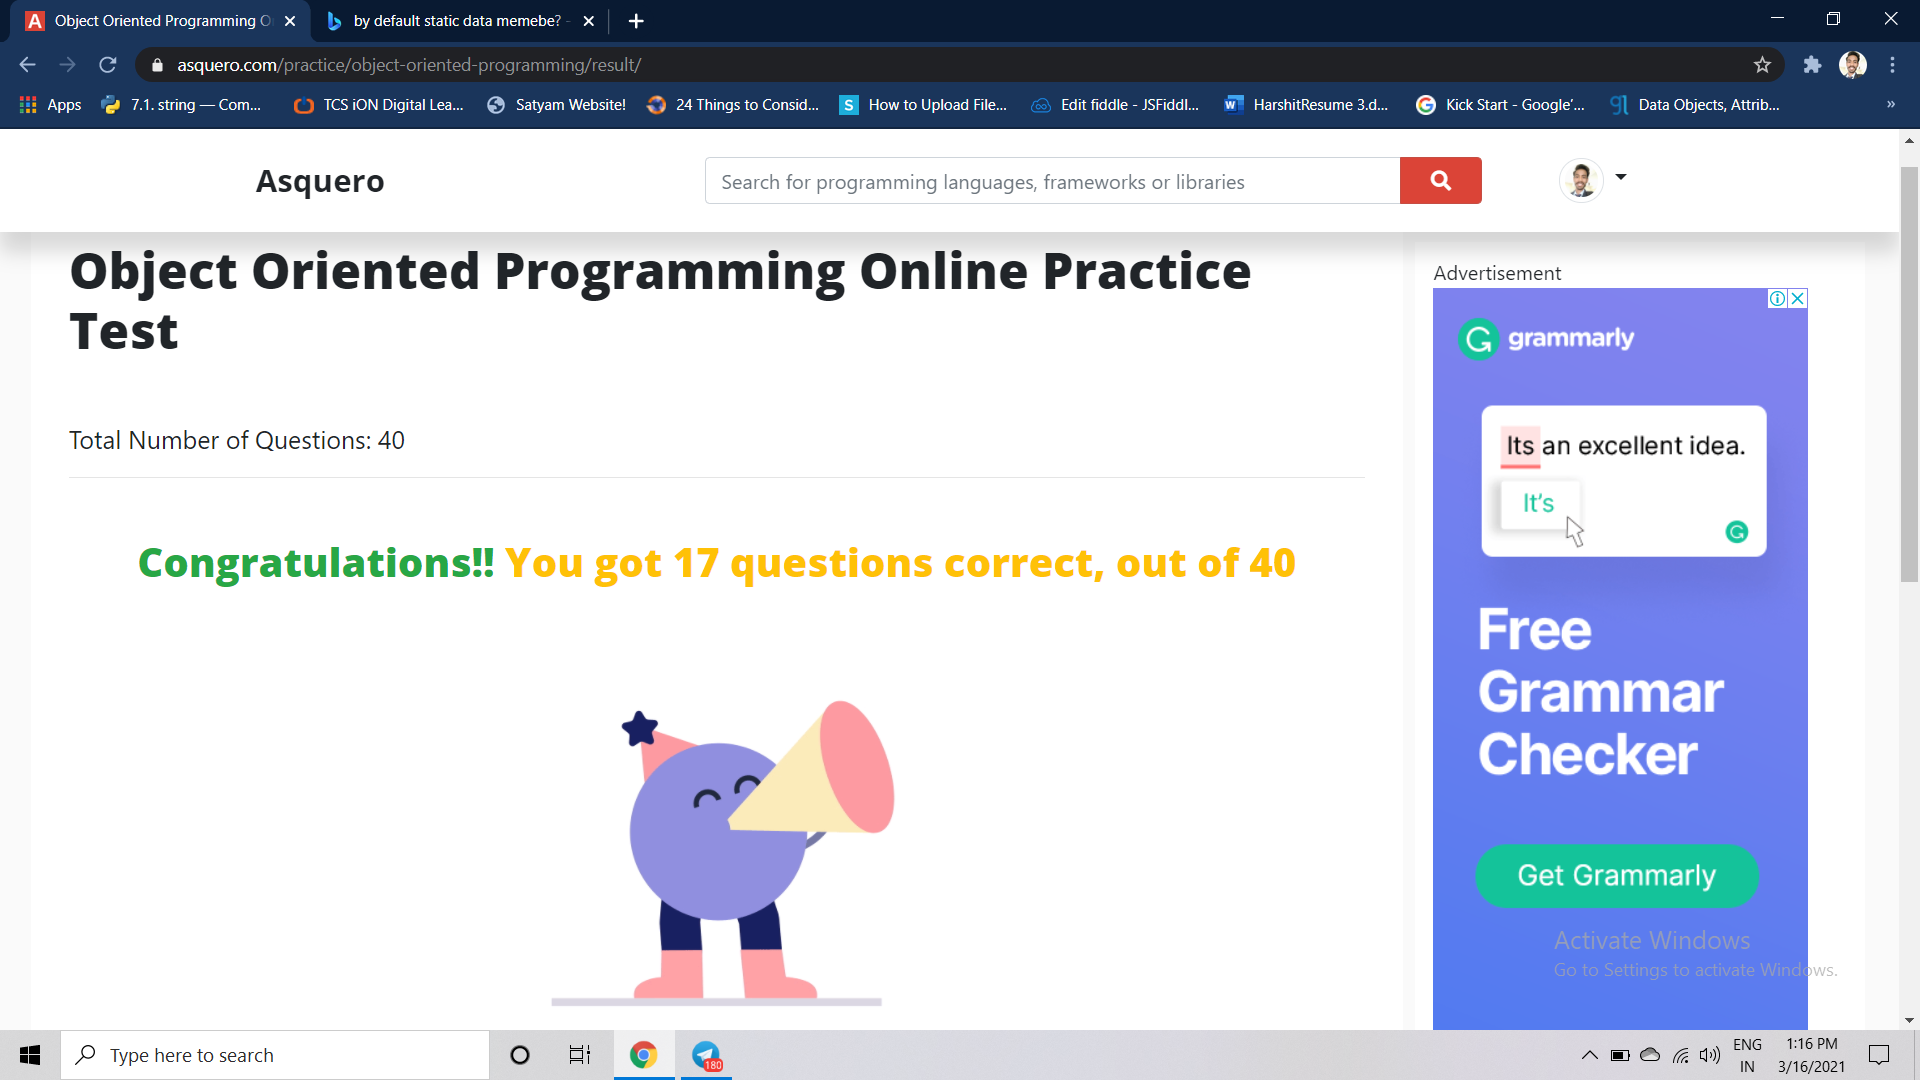 Object Oriented Programming O
by default static data memebe? -
asquero.com/practice/object-oriented-programming/result/
Apps
7.1. string — Com...
TCS iON Digital Lea...
Satyam Website!
24 Things to Consid...
S
How to Upload File...
Edit fiddle - JSFiddl...
HarshitResume 3.d...
Kick Start - Google'...
Data Objects, Attrib...
»
Asquero
Search for programming languages, frameworks or libraries
Object Oriented Programming Online Practice
Test
Total Number of Questions: 40
Congratulations!! You got 17 questions correct, out of 40
Advertisement
grammarly
Its an excellent idea.
It's
Free
Grammar
Checker
Get Grammarly
Activate Windows
Go to Settings to activate Windows.
Type here to search
180
ENG
IN
1:16 PM
3/16/2021